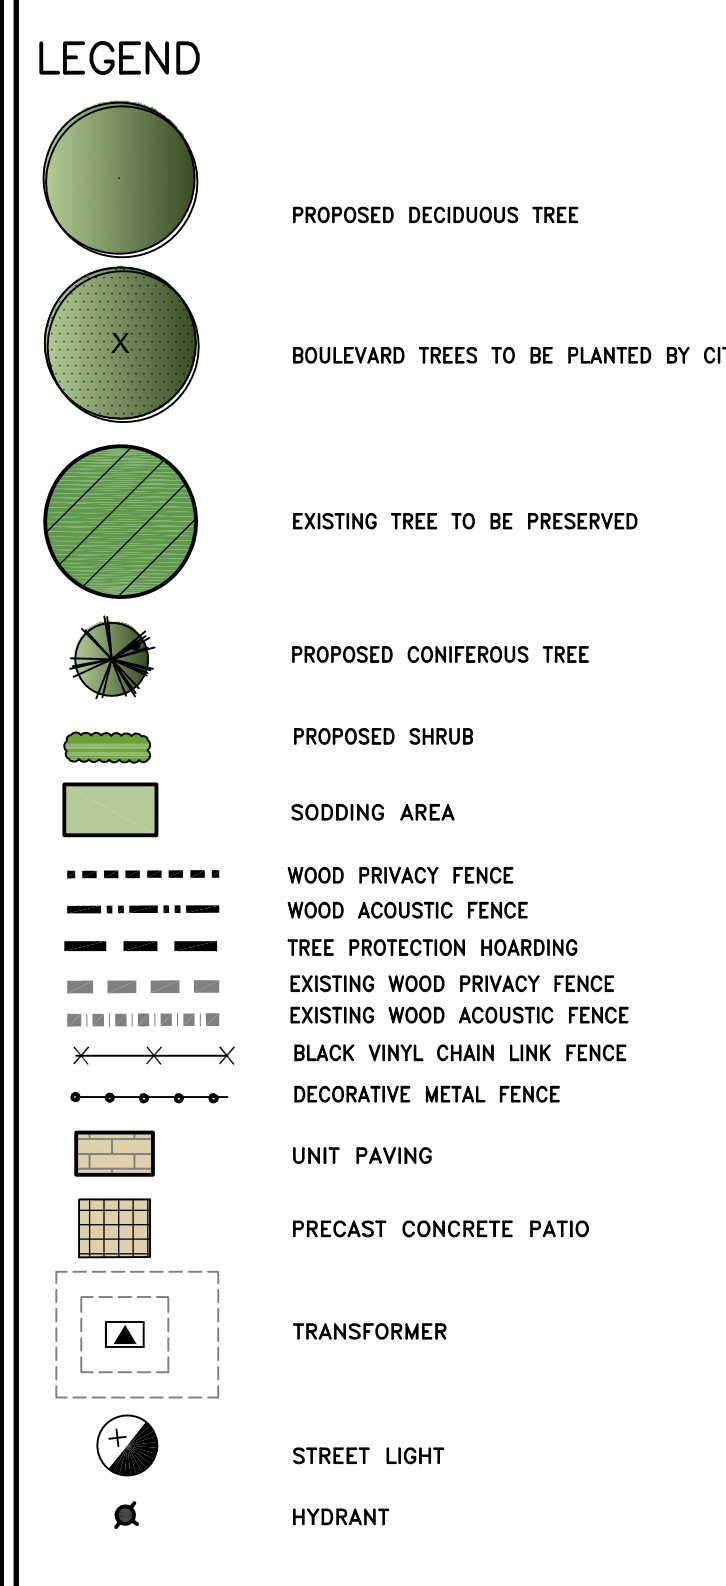 LEGEND
PROPOSED DECIDUOUS TREE
X
BOULEVARD TREES TO BE PLANTED BY
EXISTING TREE TO BE PRESERVED
PROPOSED CONIFEROUS TREE
PROPOSED SHRUB
SODDING AREA
WOOD PRIVACY FENCE
WOOD ACOUSTIC FENCE
TREE PROTECTION HOARDING
EXISTING WOOD PRIVACY FENCE
EXISTING WOOD ACOUSTIC FENCE
BLACK VINYL CHAIN LINK FENCE
DECORATIVE METAL FENCE
UNIT PAVING
PRECAST CONCRETE PATIO
TRANSFORMER
STREET LIGHT
HYDRANT